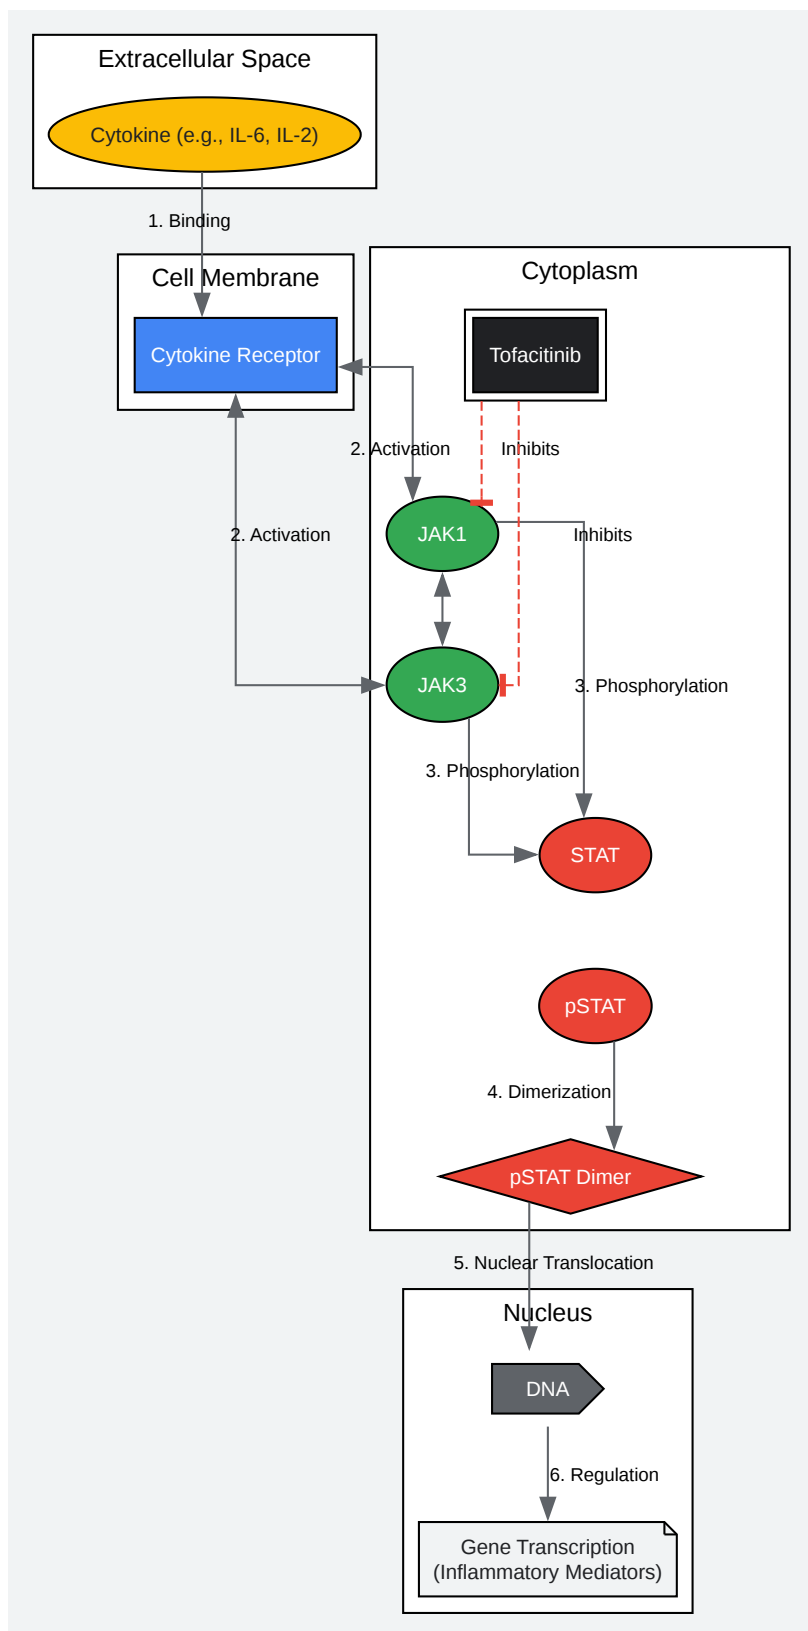 Extracellular Space
Cytokine (e.g., IL-6, IL-2)
1. Binding
Cell Membrane
Cytokine Receptor
Cytoplasm
Tofacitinib
2. Activation
Inhibits
2. Activation
JAK1
Inhibits
JAK3
3. Phosphorylation
3. Phosphorylation
STAT
pSTAT
4. Dimerization
pSTAT Dimer
5. Nuclear Translocation
Nucleus
DNA
6. Regulation
Gene Transcription
(Inflammatory Mediators)